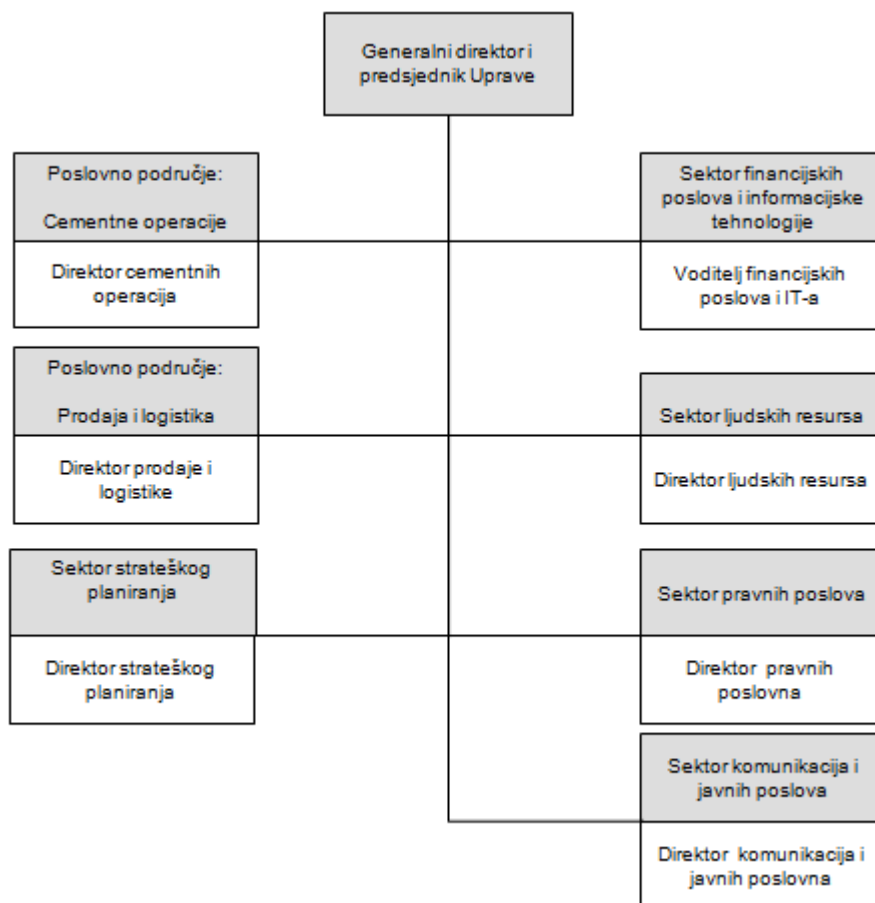 Generalni direktor i
predsjednik Uprave
Poslovno područje:
Cementne operacije
Direktor cementnih
operacija
Sektor financijskih
poslova i informacijske
tehnologije
Voditelj financijskih
poslova i IT-a
Poslovno područje:
Prodaja i logistika
Direktor prodaje i
logistike
Sektor ljudskih resursa
Direktor ljudskih resursa
Sektor strateškog
planiranja
Direktor strateškog
planiranja
Sektor pravnih poslova
Direktor pravnih
poslovna
Sektor komunikacija i
javnih poslova
Direktor komunikacija i
javnih poslovna